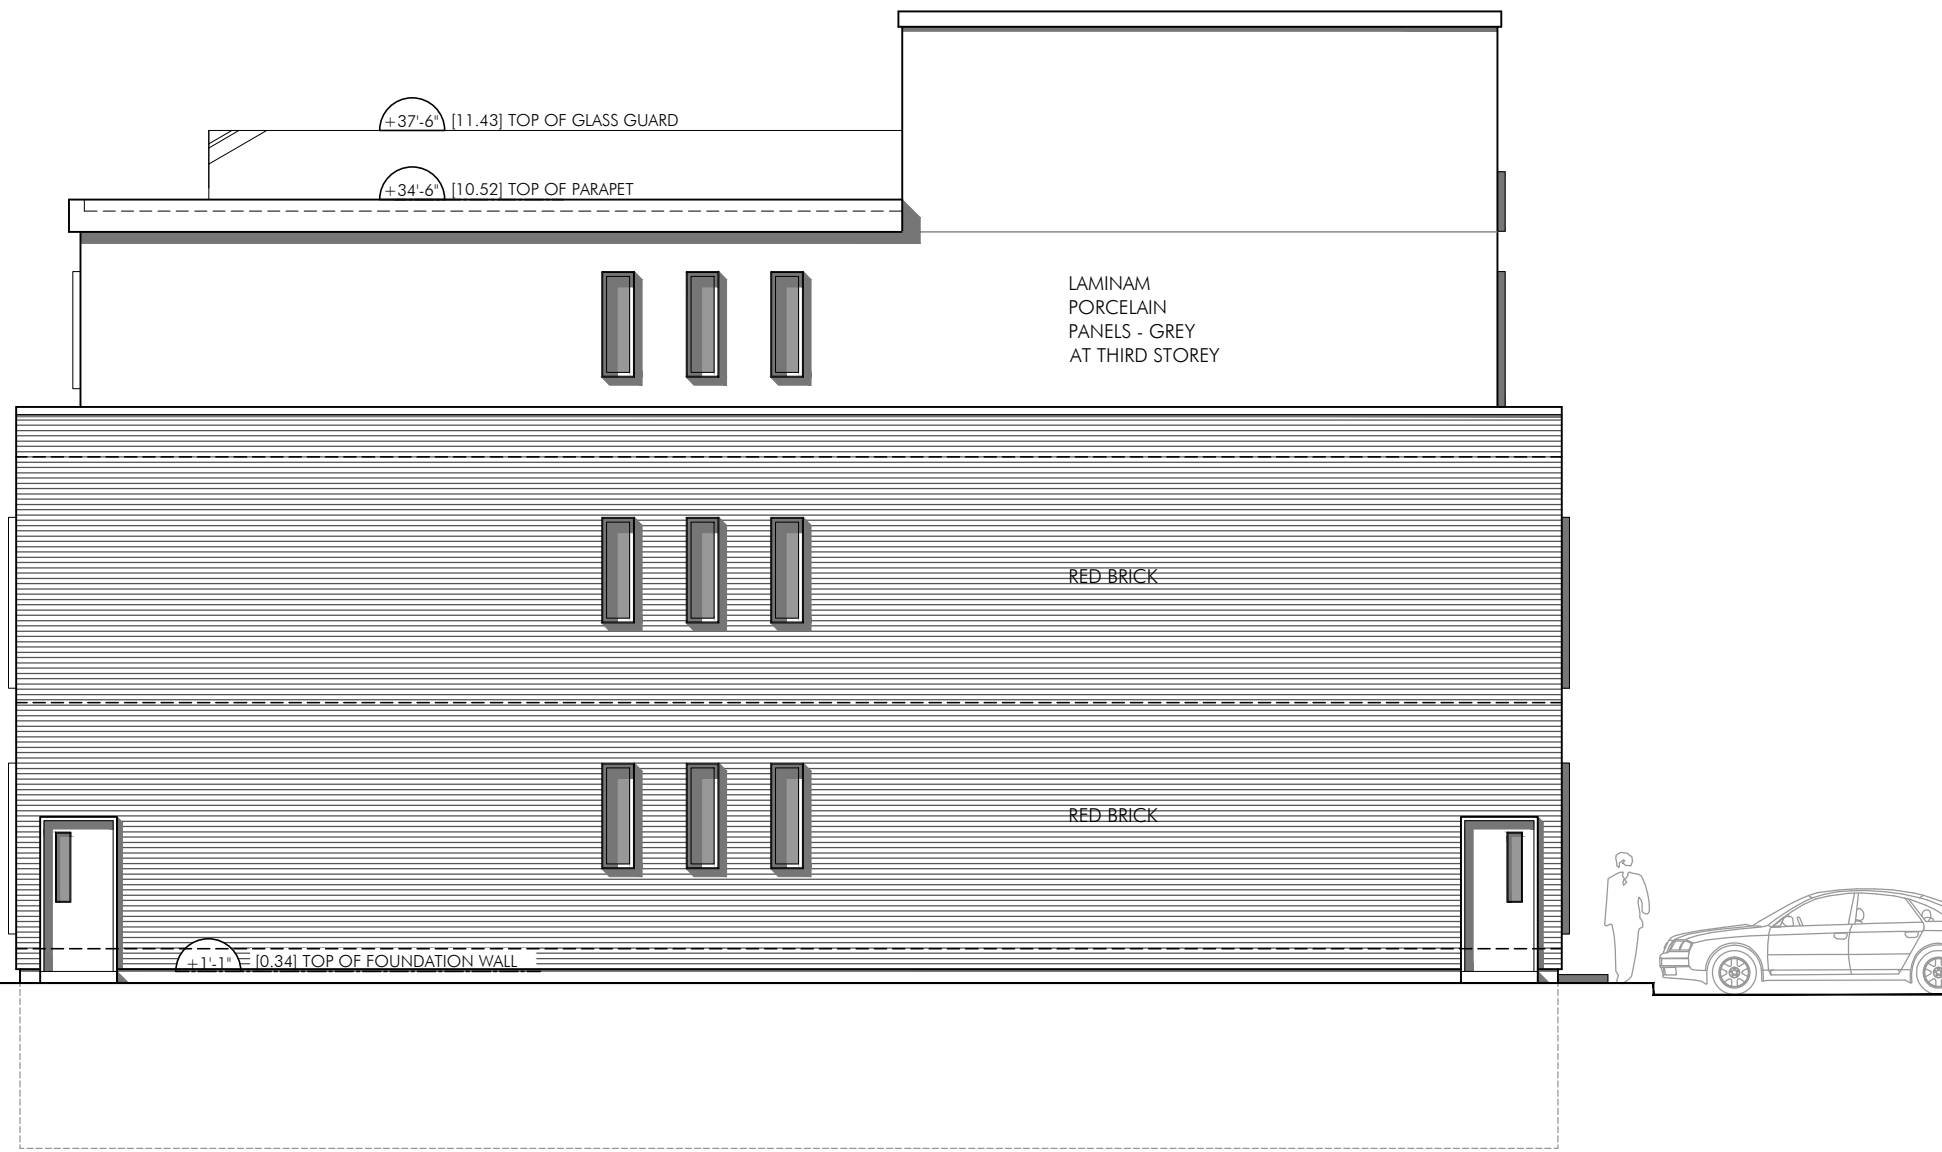 +37'-6" [11.43] TOP OF GLASS GUARD
+34'-6" [10.52] TOP OF PARAPET
LAMINAM
PORCELAIN
PANELS - GREY
AT THIRD STOREY
RED BRICK
RED BRICK
+1'-1" [0.34] TOP OF FOUNDATION WALL